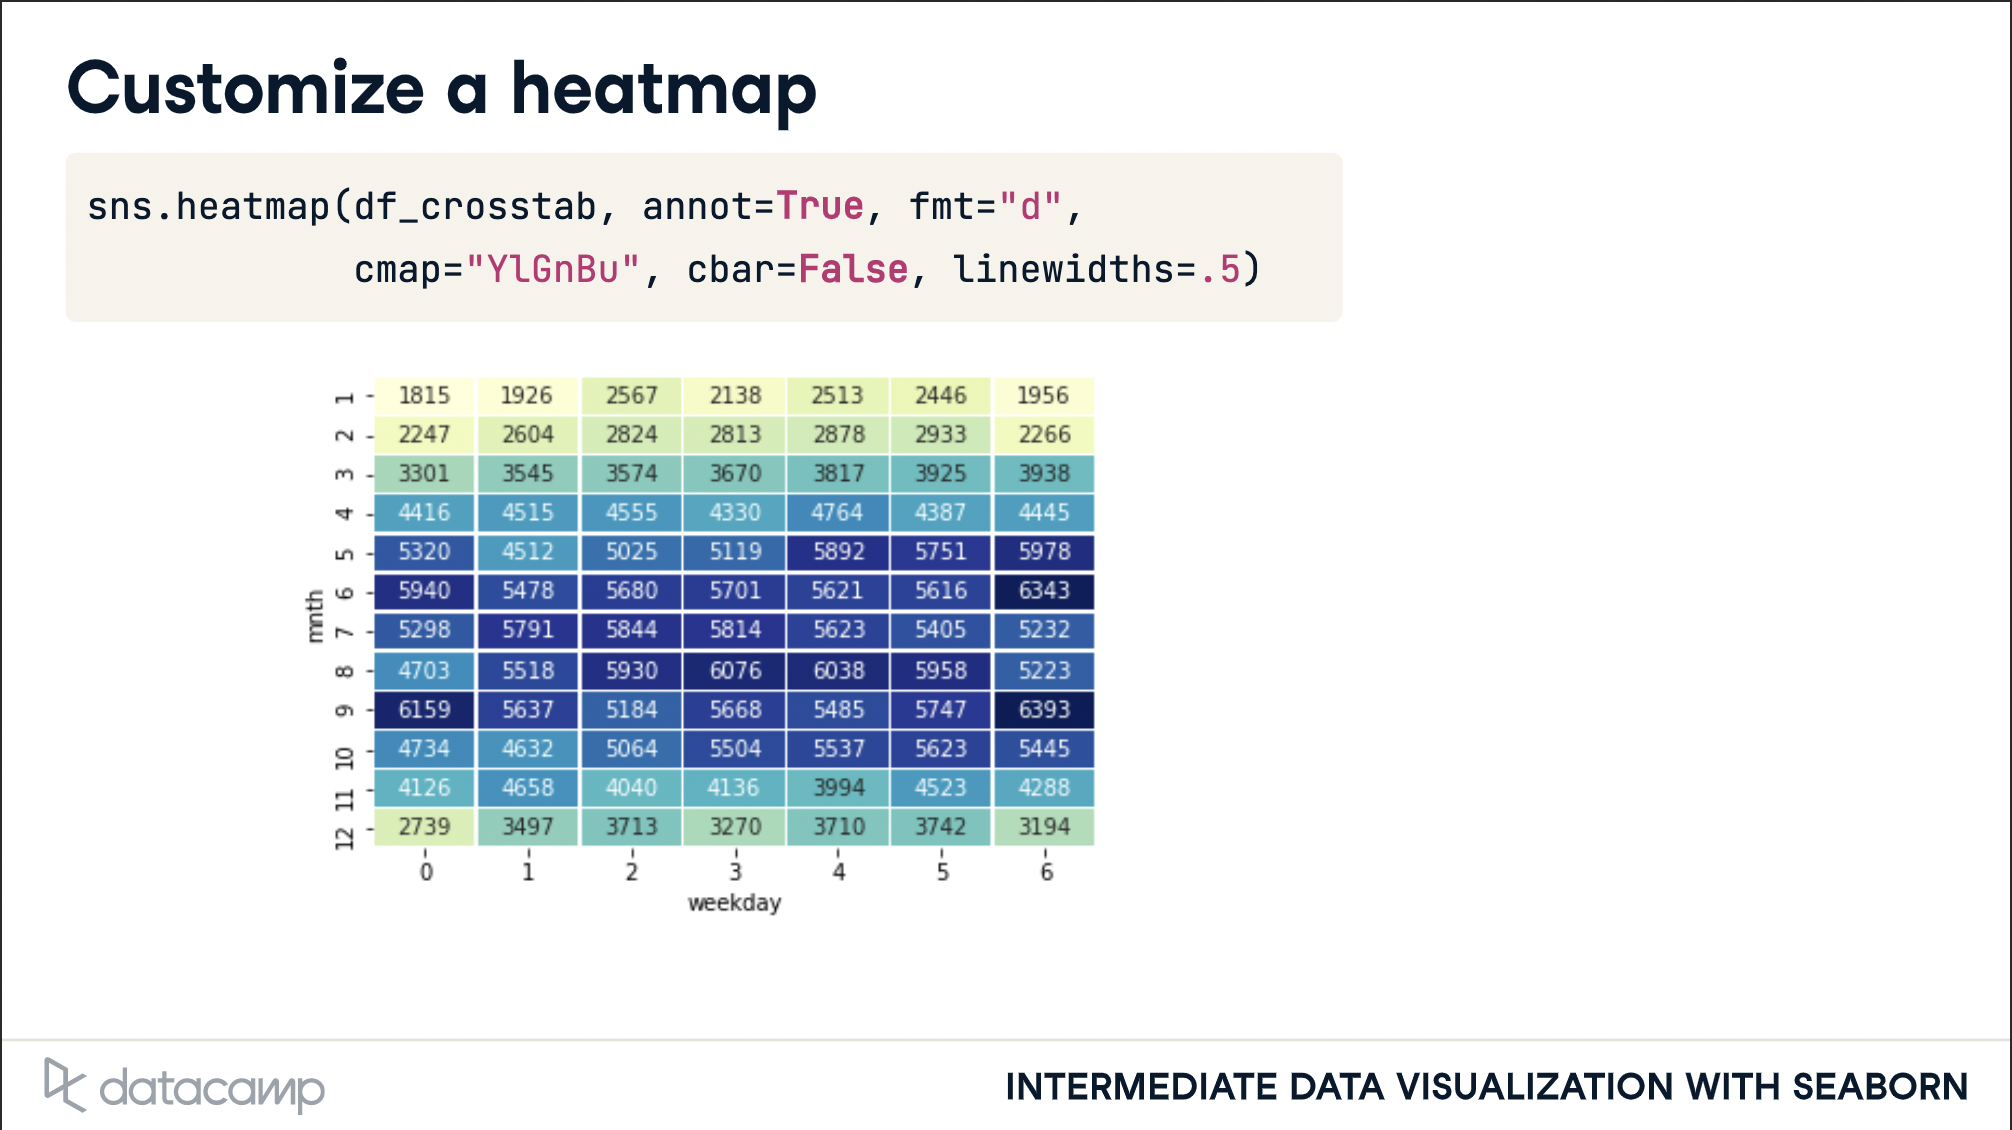 Customize a heatmap
sns.heatmap(df_crosstab, annot=True, fmt="d",
cmap="YlGnBu", cbar=False, linewidths=.5)
mnth
1 1815 1926 2567 2138 2513 2446 1956
2 2247 2604 2824 2813 2878 2933 2266
3 3301 3545 3574 3670 3817 3925 3938
4 4416 4515 4555 4330 4764 4387 4445
5 5320 4512 5025 5119 5892 5751 5978
6 5940 5478 5680 5701 5621 5616 6343
7 5298 5791 5844 5814 5623 5405 5232
8 4703 5518 5930 6076 6038 5958 5223
9 6159 5637 5184 5668 5485 5747 6393
10 4734 4632 5064 5504 5537 5623 5445
11 4126 4658 4040 4136 3994 4523 4288
12 2739 3497 3713 3270 3710 3742 3194
0 1 2 3 4 5 6
weekday
datacamp
INTERMEDIATE DATA VISUALIZATION WITH SEABORN